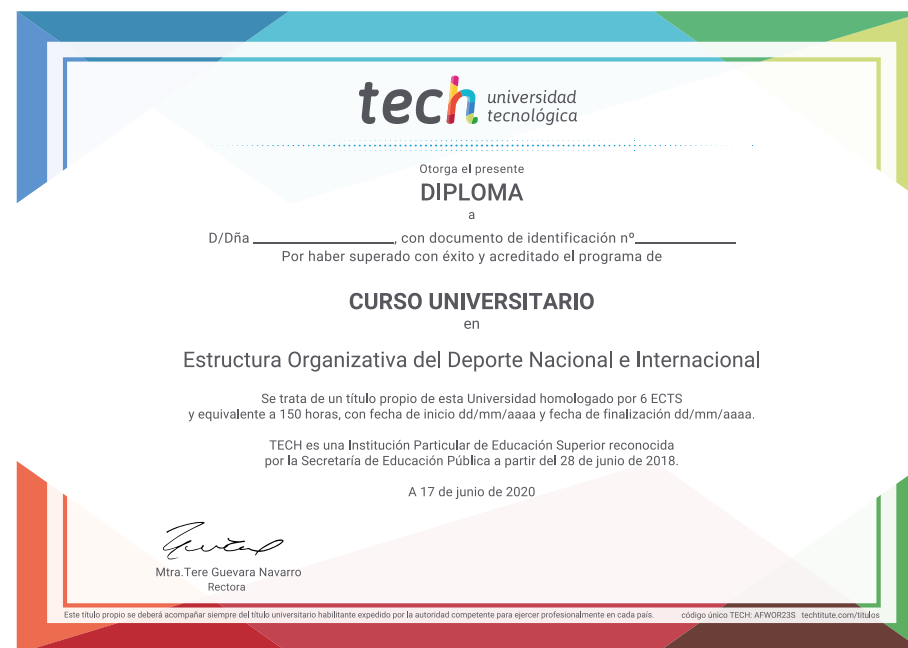 tech universidad
tecnológica
Otorga el presente
DIPLOMA
a
D/Dña ____________________, con documento de identificación nº______________
Por haber superado con éxito y acreditado el programa de
CURSO UNIVERSITARIO
en
Estructura Organizativa del Deporte Nacional e Internacional
Se trata de un título propio de esta Universidad homologado por 6 ECTS
y equivalente a 150 horas, con fecha de inicio dd/mm/aaaa y fecha de finalización dd/mm/aaaa.
TECH es una Institución Particular de Educación Superior reconocida
por la Secretaría de Educación Pública a partir del 28 de junio de 2018.
A 17 de junio de 2020
Mtra.Tere Guevara Navarro
Rectora
Este título propio se deberá acompañar siempre del título universitario habilitante expedido por la autoridad competente para ejercer profesionalmente en cada país. código único TECH: AFWOR23S techtitute.com/titulos